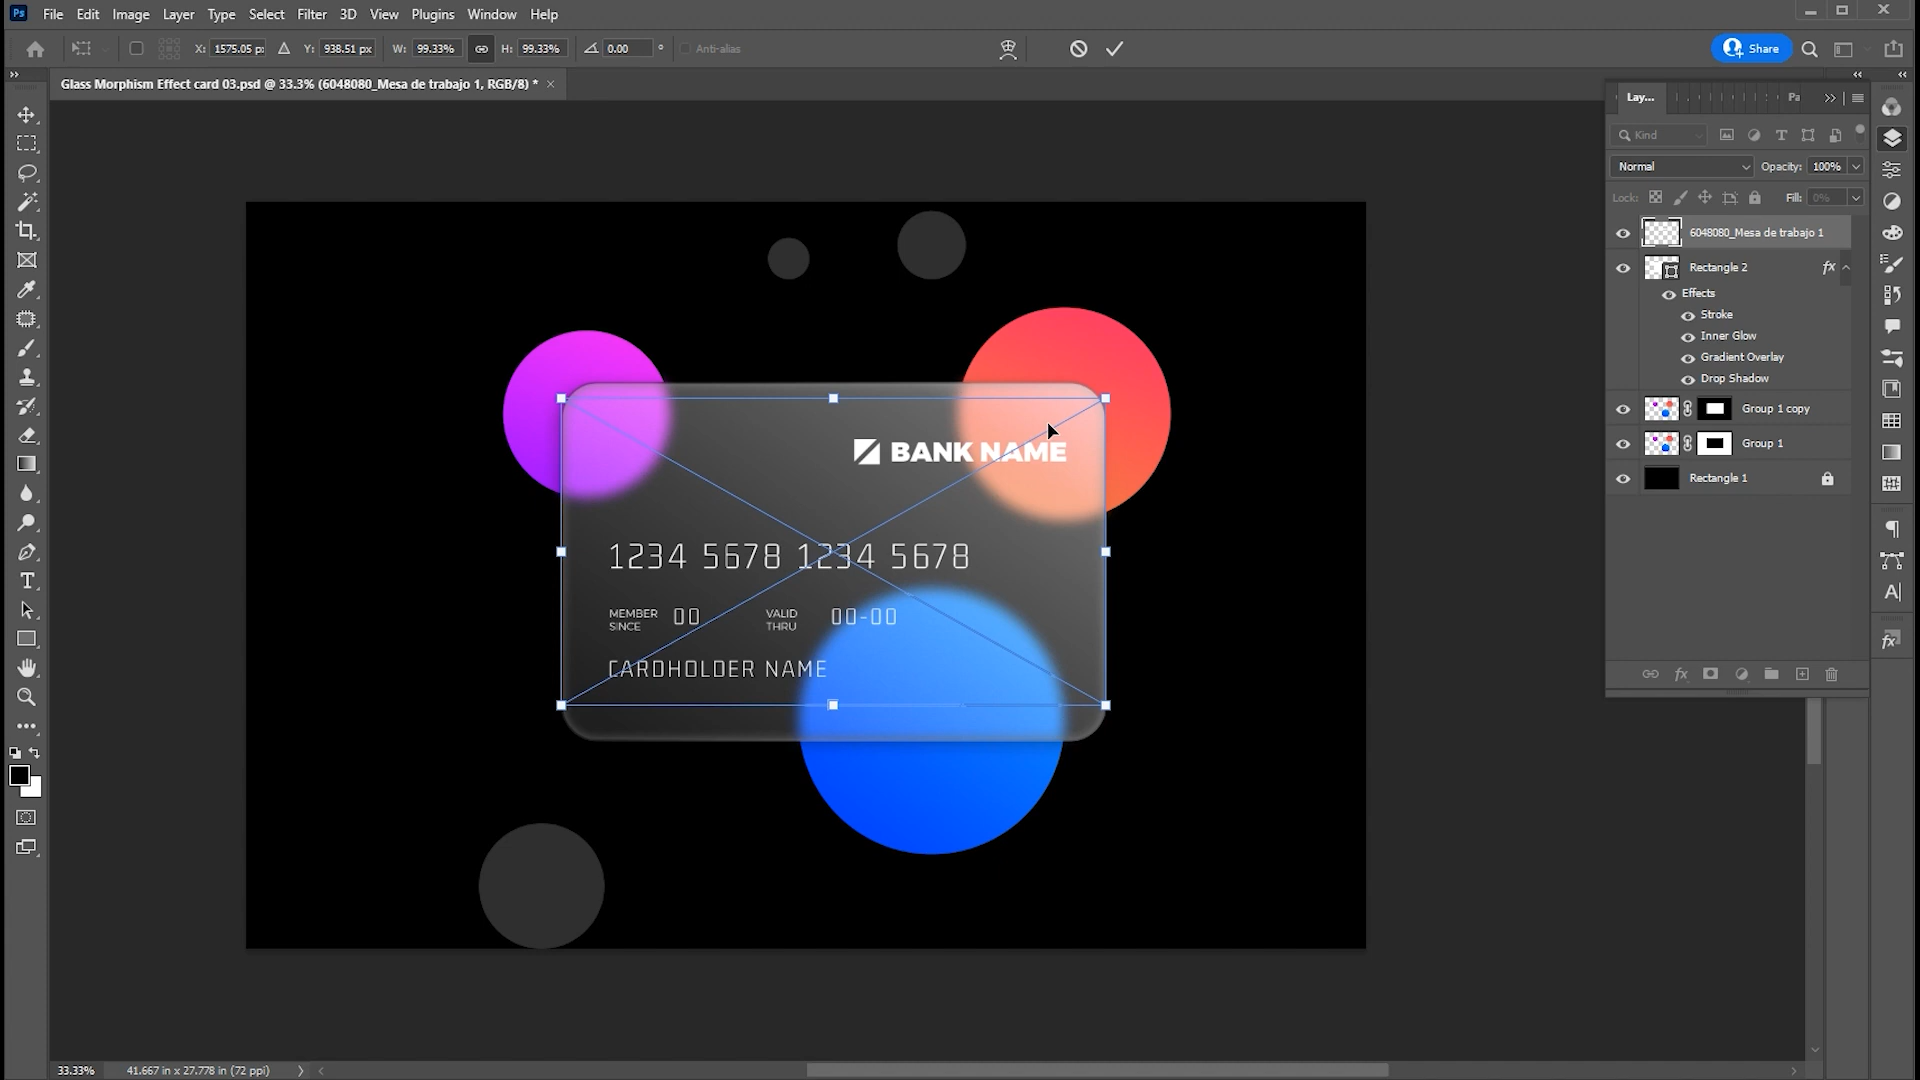 Ps File Edit Image Layer Type Select Filter 3D View Plugins Window Help
X: 1575.05 p: Y: 938.51 px W: 99.33% H: 99.33% 0.00 ° Anti-alias Share
Glass Morphism Effect card 03.psd @ 33.3% (6048080_Mesa de trabajo 1, RGB/8) * ×
Lay... Pa
Kind
Normal Opacity: 100%
Lock: Fill: 0%
6048080_Mesa de trabajo 1
Rectangle 2 fx
Effects
Stroke
Inner Glow
Gradient Overlay
Drop Shadow
Group 1 copy
Group 1
Rectangle 1
BANK NAME
1234 5678 1234 5678
MEMBER SINCE 00 VALID THRU 00-00
CARDHOLDER NAME
33.33% 41.667 in x 27.778 in (72 ppi)